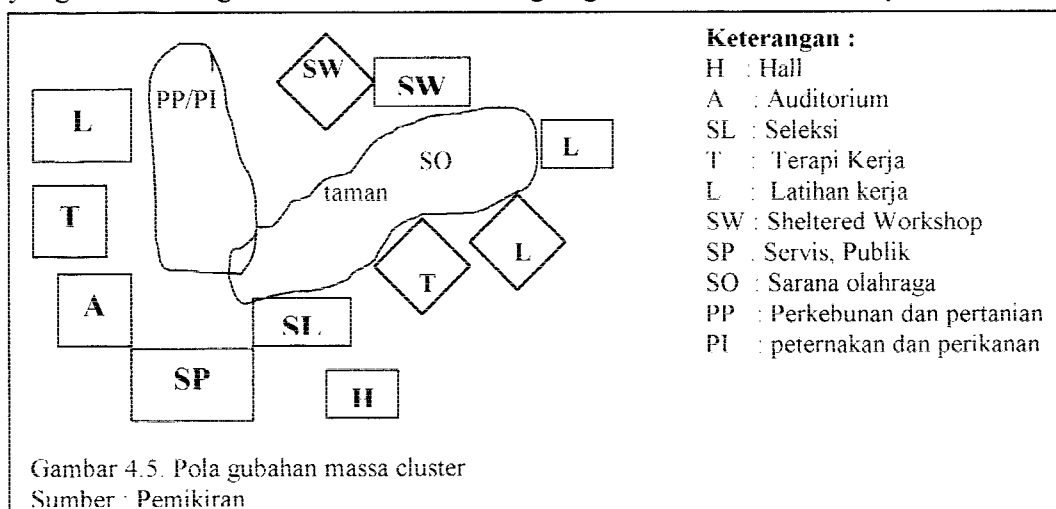 SW
SW
PP/PI
L
SO
L
taman
T
L
T
A
SL
SP
H
Keterangan :
H : Hall
A : Auditorium
SL : Seleksi
T : Terapi Kerja
L : Latihan kerja
SW : Sheltered Workshop
SP . Servis, Publik
SO : Sarana olahraga
PP : Perkebunan dan pertanian
PI : peternakan dan perikanan
Gambar 4.5. Pola gubahan massa cluster
Sumber : Pemikiran